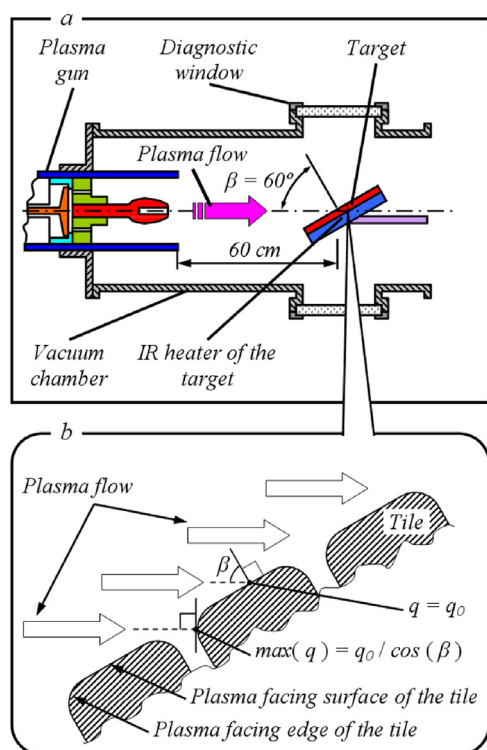 a
Plasma
gun
Diagnostic
window
Target
Plasma
flow
β = 60º
60 cm
Vacuum
chamber
IR heater of the
target
b
Plasma flow
Tile
β
q = q₀
max( q ) = q₀ / cos (β)
Plasma facing surface of the tile
Plasma facing edge of the tile